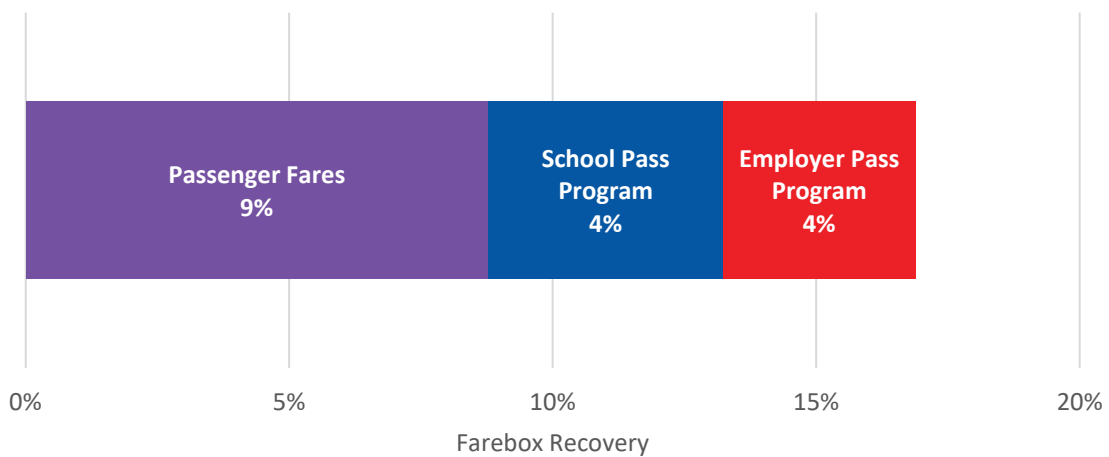 Passenger Fares
9%
School Pass
Program
4%
Employer Pass
Program
4%
0%
5%
10%
15%
20%
Farebox Recovery